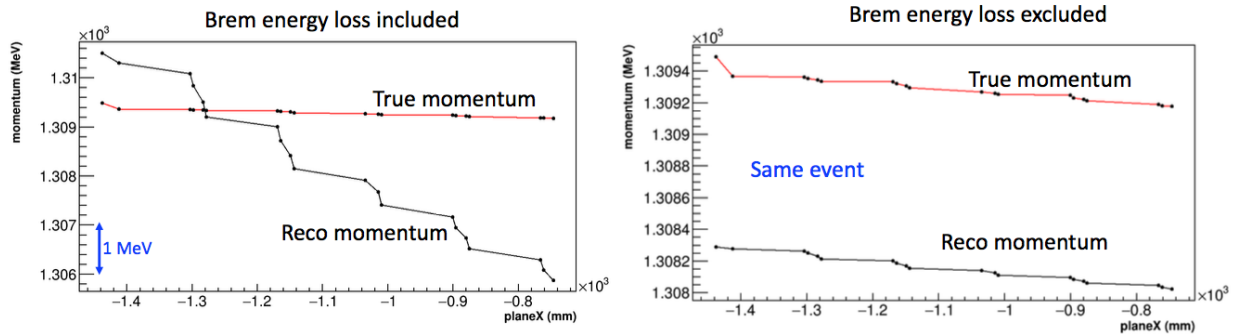 Brem energy loss included
×10³
momentum (MeV)
1.31
1.309
1.308
1.307
1.306
True momentum
Reco momentum
1 MeV
−1.4
−1.3
−1.2
−1.1
−1
−0.9
−0.8
×10³
planeX (mm)
Brem energy loss excluded
×10³
momentum (MeV)
1.3094
1.3092
1.309
1.3088
1.3086
1.3084
1.3082
1.308
True momentum
Same event
Reco momentum
−1.4
−1.3
−1.2
−1.1
−1
−0.9
−0.8
×10³
planeX (mm)